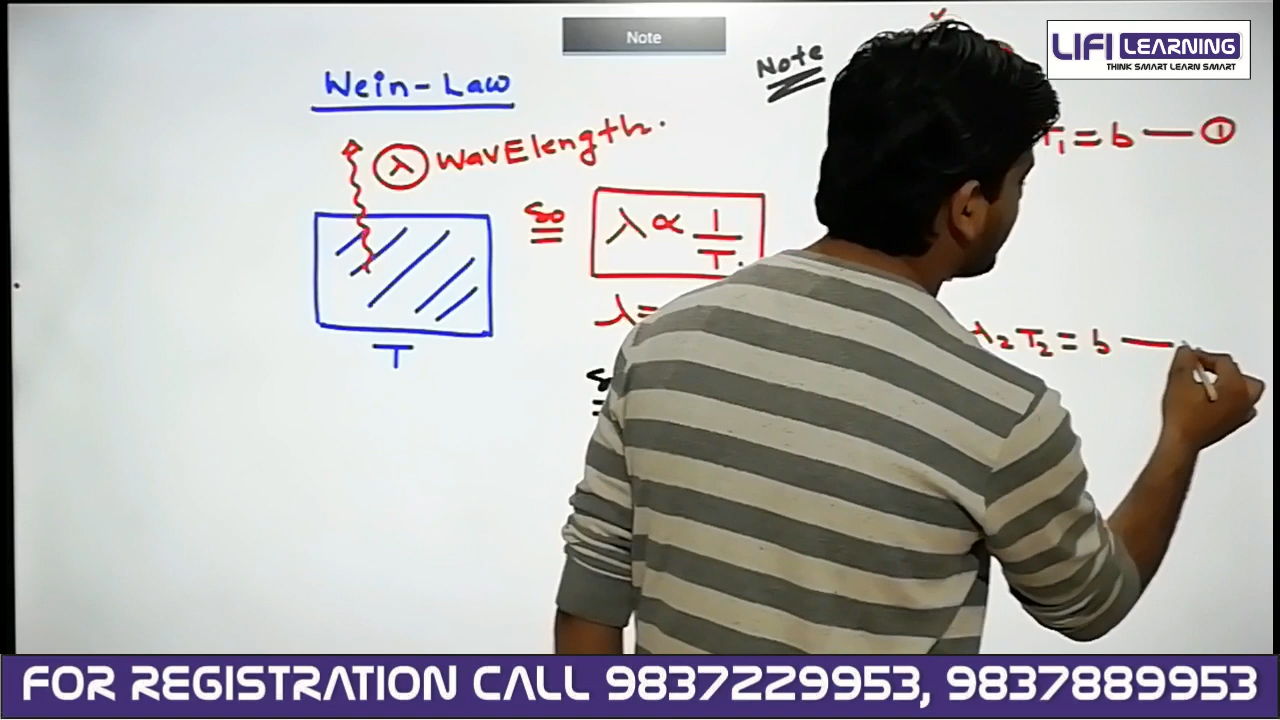 Note
LIFI LEARNING
THINK SMART LEARN SMART
Wein-Law
Note
λ wavElength.
T₁ = b — ①
So
λ ∝ 1/T.
λ =
λ₂T₂ = b —
T
FOR REGISTRATION CALL 9837229953, 9837889953